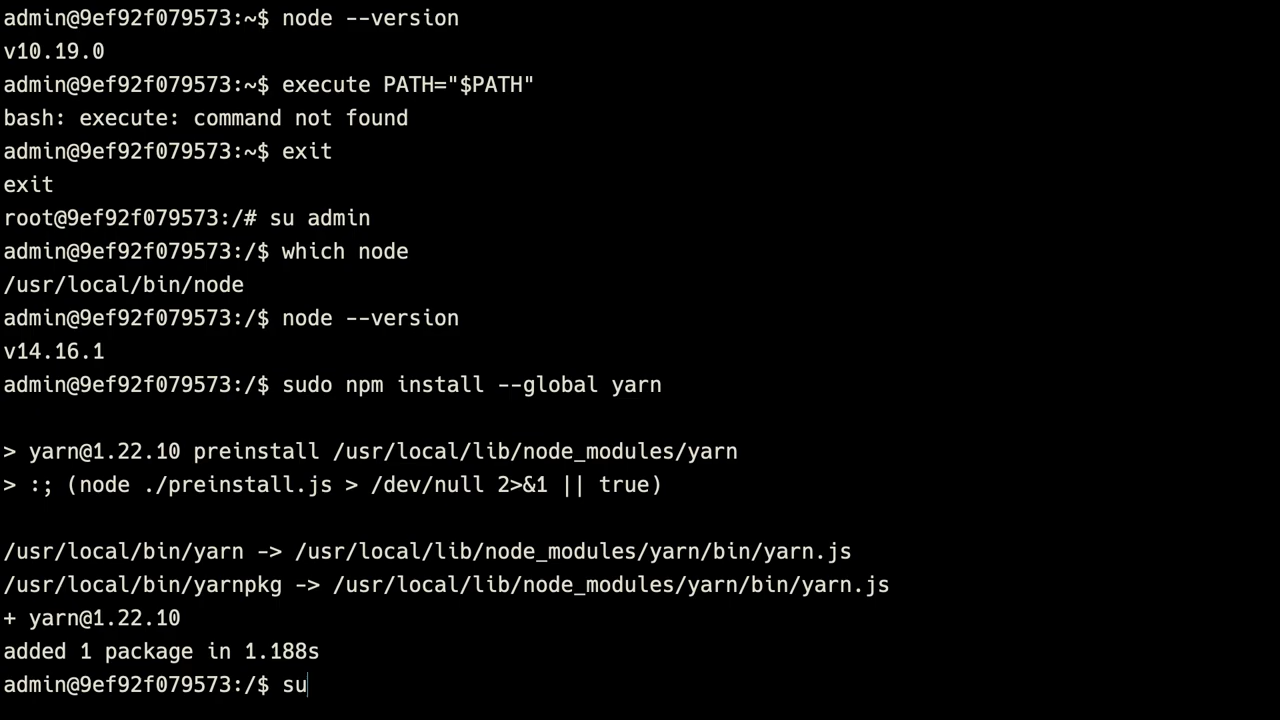 admin@9ef92f079573:~$ node --version
v10.19.0
admin@9ef92f079573:~$ execute PATH="$PATH"
bash: execute: command not found
admin@9ef92f079573:~$ exit
exit
root@9ef92f079573:/# su admin
admin@9ef92f079573:/$ which node
/usr/local/bin/node
admin@9ef92f079573:/$ node --version
v14.16.1
admin@9ef92f079573:/$ sudo npm install --global yarn
> yarn@1.22.10 preinstall /usr/local/lib/node_modules/yarn
> :; (node ./preinstall.js > /dev/null 2>&1 || true)
/usr/local/bin/yarn -> /usr/local/lib/node_modules/yarn/bin/yarn.js
/usr/local/bin/yarnpkg -> /usr/local/lib/node_modules/yarn/bin/yarn.js
+ yarn@1.22.10
added 1 package in 1.188s
admin@9ef92f079573:/$ su